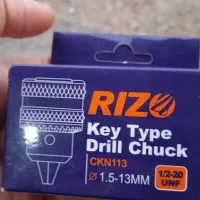 RIZO
Key Type
Drill Chuck
CKN113
Ø 1.5-13MM
1/2-20
UNF